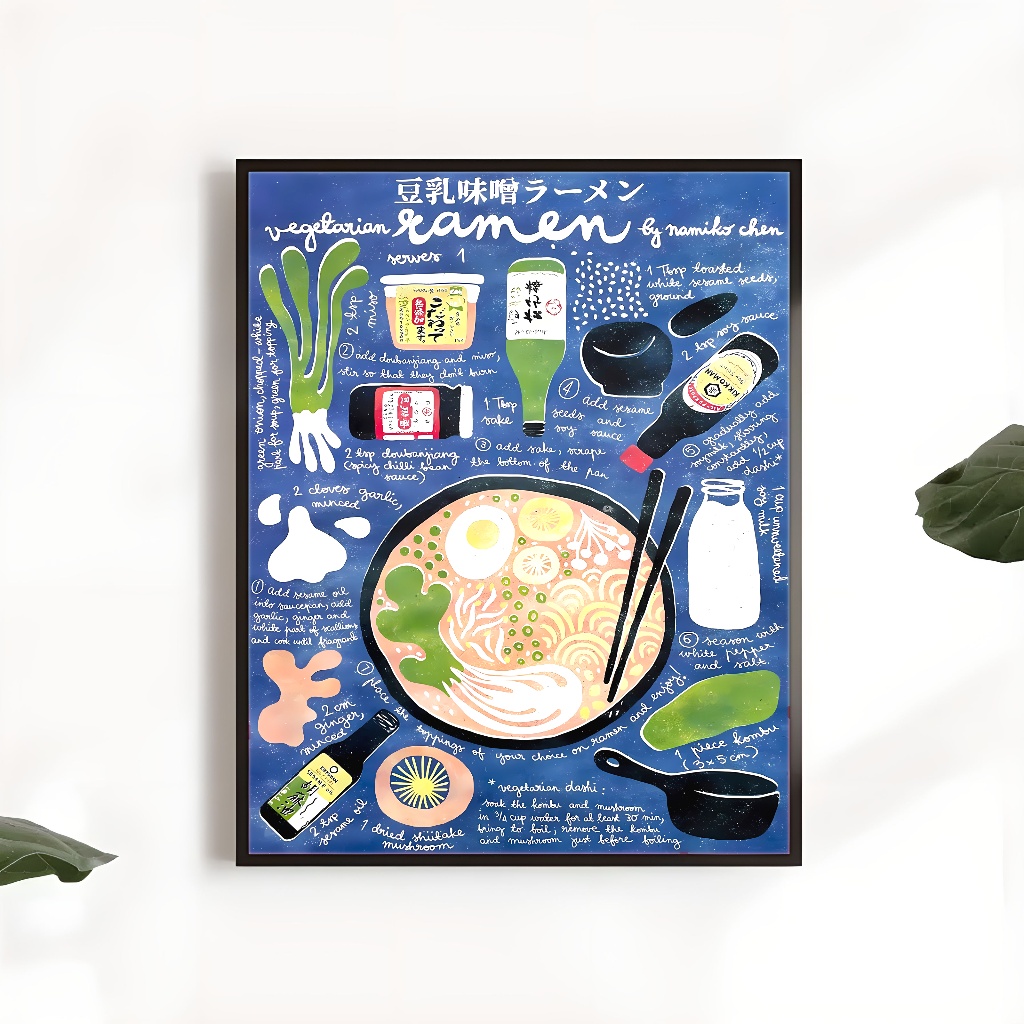 豆乳味噌ラーメン
vegetarian ramen by namiko chen
serves 1
green onion, chopped - white
part for soup, green for topping
2 tsp
miso
1 Tbsp toasted
white sesame seeds,
ground
2 tsp soy sauce
KIKKOMAN
② add doubanjiang and miso,
stir so that they don't burn
2 tsp doubanjiang
(spicy chilli bean
sauce)
1 Tbsp
sake
③ add sake, scrape
the bottom of the pan
④ Add sesame
seeds and
soy sauce
⑤ gradually add
soymilk, stirring
constantly,
add 1/2 cup
dashi*
2 cloves garlic,
minced
1 cup unsweetened
soy milk
① Add sesame oil
into saucepan, add
garlic, ginger and
white part of scallions
and cook until fragrant
⑥ season with
white pepper
and salt.
2 cm
ginger,
minced
⑦ place the toppings of your choice on ramen and enjoy!
1 piece kombu
(3 x 5 cm)
SESAME OIL
2 tsp
sesame oil
1 dried shiitake
mushroom
*vegetarian dashi:
soak the kombu and mushroom
in 3/4 cup water for at least 30 min,
bring to boil; remove the kombu
and mushroom just before boiling